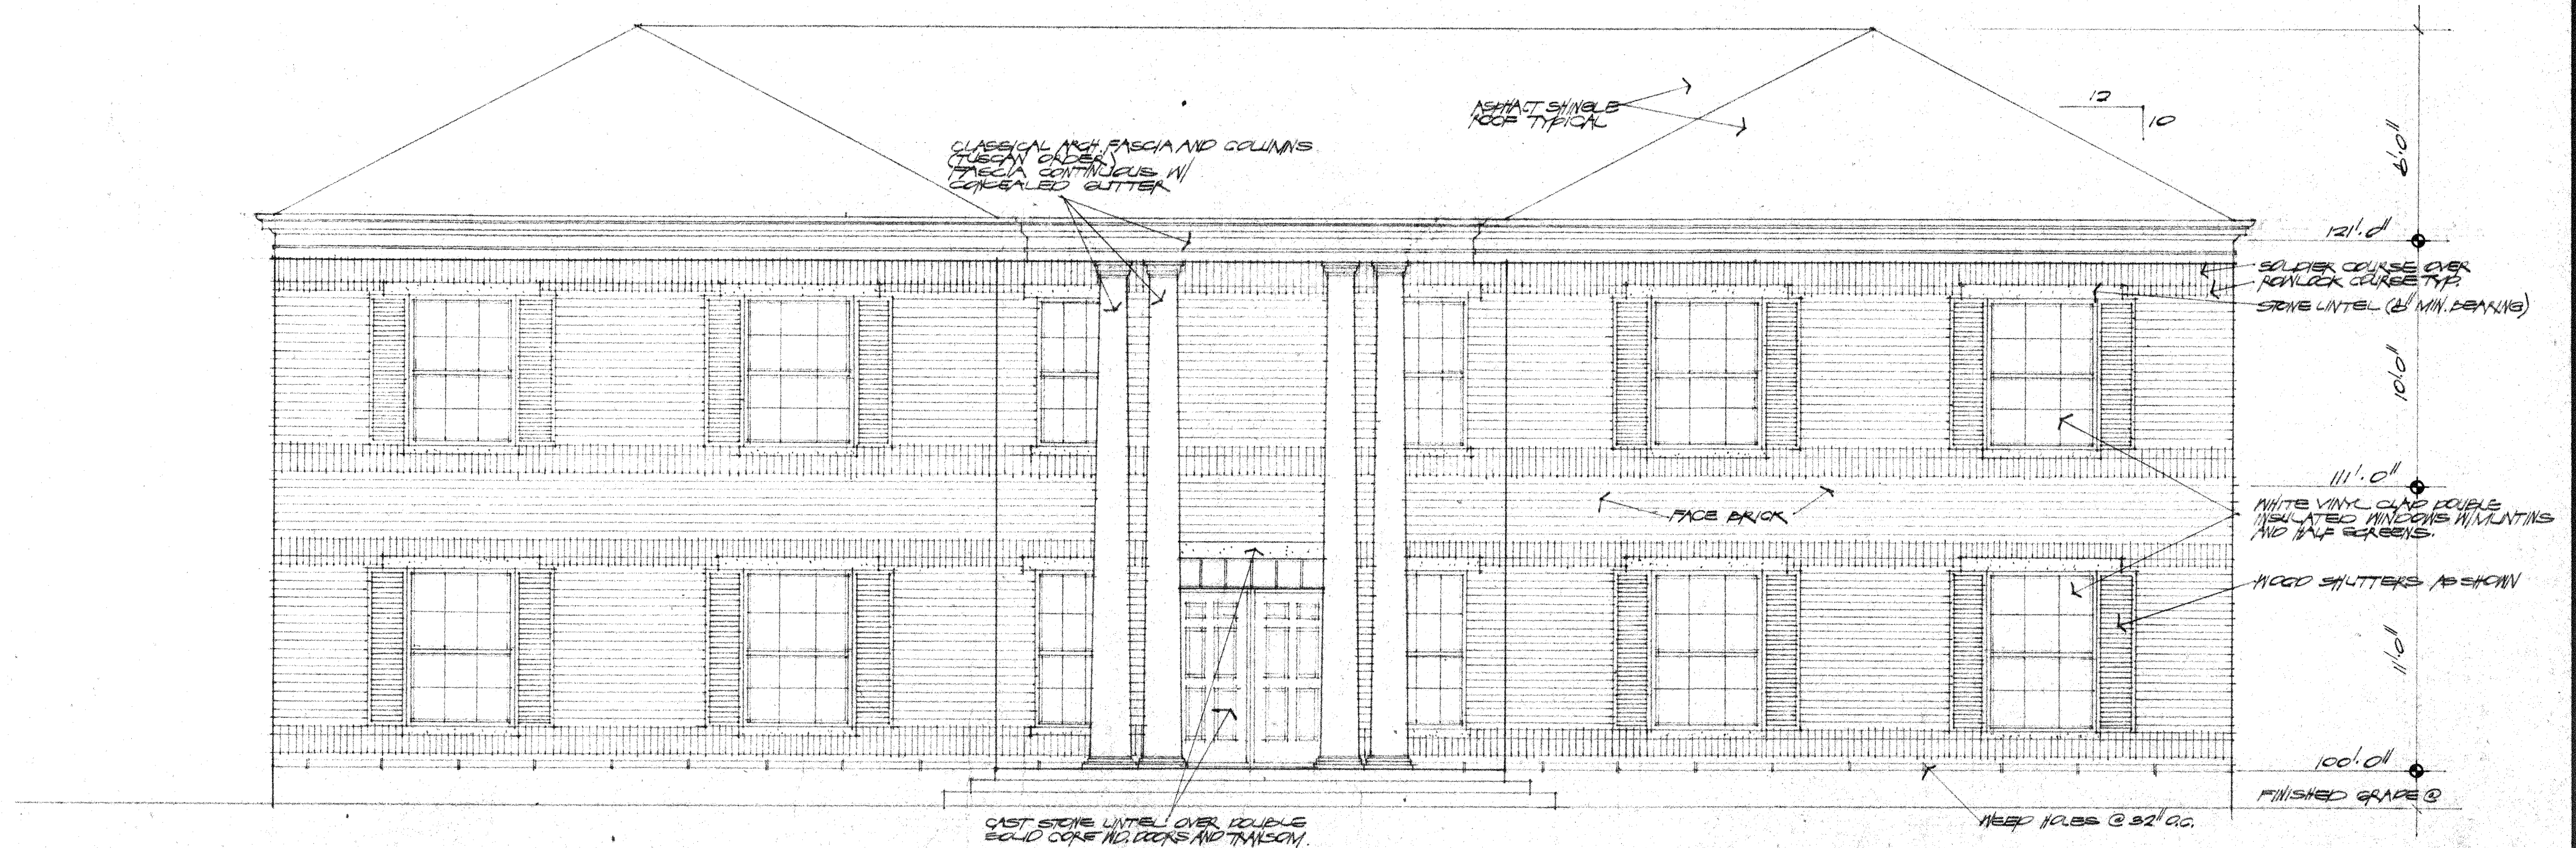 ASPHALT SHINGLE
ROOF TYPICAL
12
10
CLASSICAL ARCH. FASCIA AND COLUMNS
(TUSCAN ORDER)
FASCIA CONTINUOUS W/
CONCEALED GUTTER
121'.0"
SOLDIER COURSE OVER
ROWLOCK COURSE TYP.
STONE LINTEL (8" MIN. BEARING)
10'.0"
111'.0"
FACE BRICK
WHITE VINYL CLAD DOUBLE
INSULATED WINDOWS W/MUNTINS
AND HALF SCREENS.
WOOD SHUTTERS AS SHOWN
11'.0"
100'.0"
FINISHED GRADE @
CAST STONE LINTEL OVER DOUBLE
SOLID CORE WD. DOORS AND TRANSOM.
WEEP HOLES @ 32" O.C.